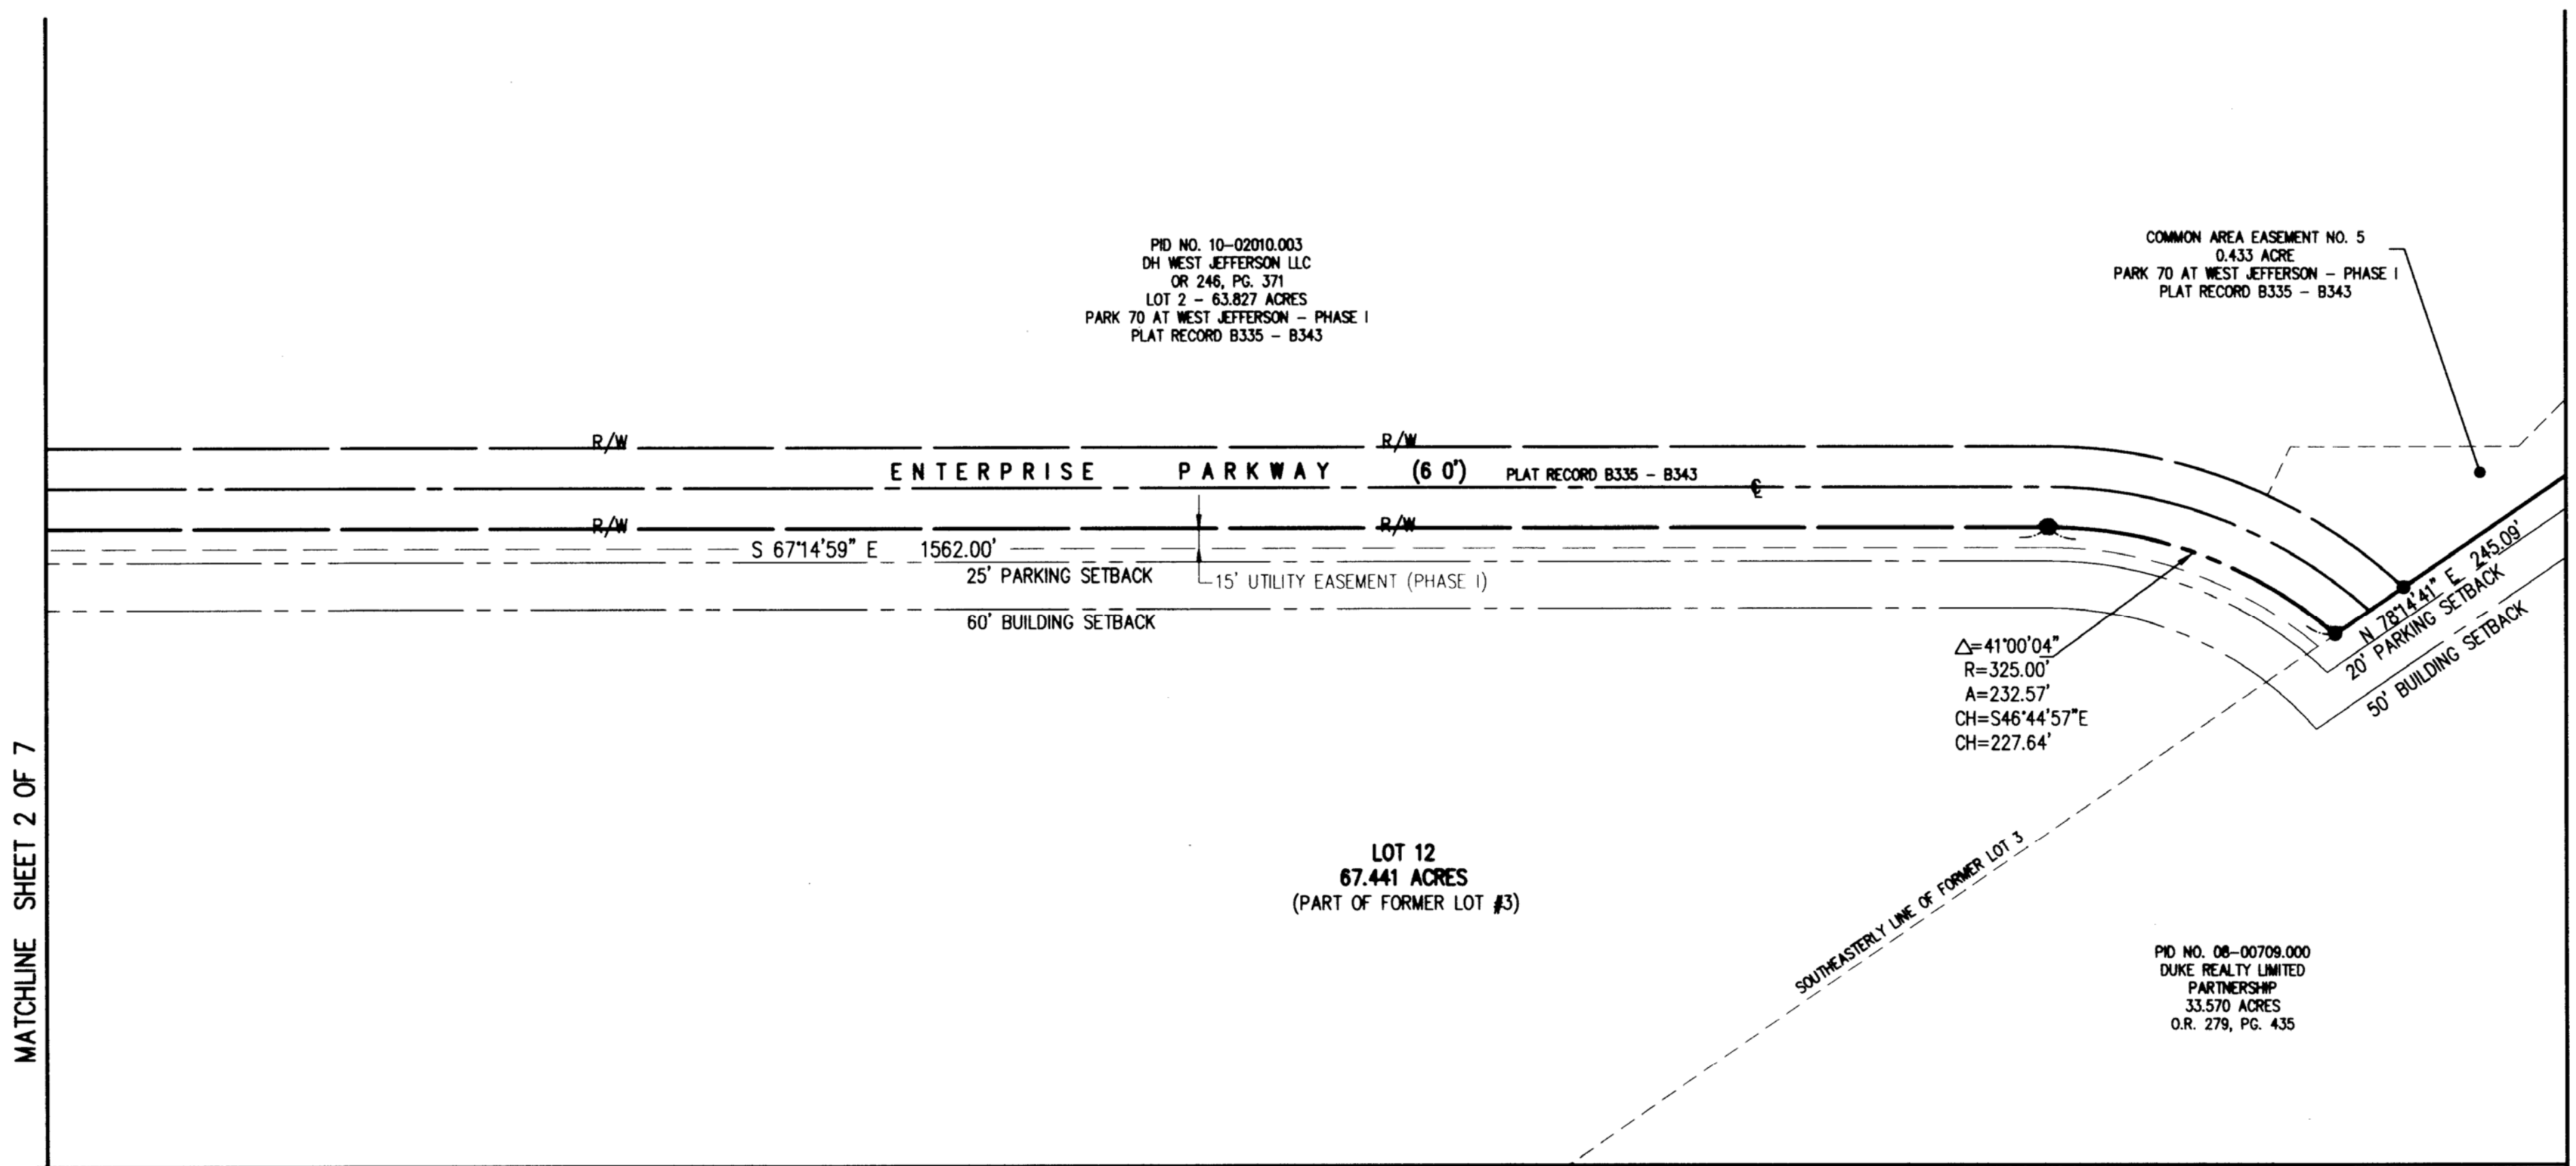 PID NO. 10-02010.003
DH WEST JEFFERSON LLC
OR 246, PG. 371
LOT 2 - 63.827 ACRES
PARK 70 AT WEST JEFFERSON - PHASE I
PLAT RECORD B335 - B343
COMMON AREA EASEMENT NO. 5
0.433 ACRE
PARK 70 AT WEST JEFFERSON - PHASE I
PLAT RECORD B335 - B343
R/W
R/W
ENTERPRISE PARKWAY (60') PLAT RECORD B335 - B343
℄
R/W
R/W
S 67°14'59" E 1562.00'
25' PARKING SETBACK
15' UTILITY EASEMENT (PHASE I)
60' BUILDING SETBACK
N 78°14'41" E 245.09'
20' PARKING SETBACK
50' BUILDING SETBACK
△=41°00'04"
R=325.00'
A=232.57'
CH=S46°44'57"E
CH=227.64'
MATCHLINE SHEET 2 OF 7
LOT 12
67.441 ACRES
(PART OF FORMER LOT #3)
SOUTHEASTERLY LINE OF FORMER LOT 3
PID NO. 08-00709.000
DUKE REALTY LIMITED
PARTNERSHIP
33.570 ACRES
O.R. 279, PG. 435